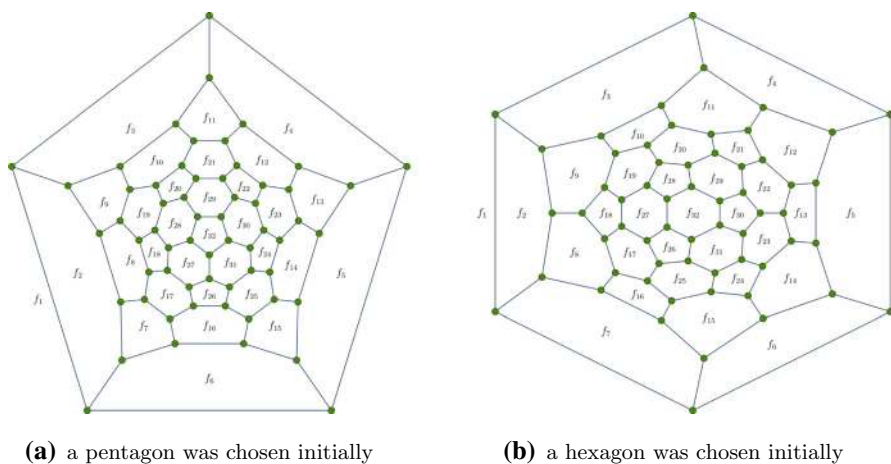 f₃
f₄
f₁₁
f₁₀
f₂₁
f₁₂
f₂₀
f₂₂
f₉
f₂₉
f₁₃
f₁₉
f₂₃
f₂₈
f₃₀
f₃₂
f₈
f₁₈
f₂₄
f₁₄
f₂₇
f₃₁
f₂
f₅
f₁
f₁₇
f₂₆
f₂₅
f₇
f₁₆
f₁₅
f₆
(a) a pentagon was chosen initially
f₄
f₃
f₁₁
f₁₀
f₂₀
f₂₁
f₁₂
f₉
f₁₉
f₂₈
f₂₉
f₂₂
f₁
f₂
f₁₈
f₂₇
f₃₂
f₃₀
f₁₃
f₅
f₈
f₁₇
f₂₆
f₃₁
f₂₃
f₂₅
f₂₄
f₁₄
f₁₆
f₁₅
f₇
f₆
(b) a hexagon was chosen initially